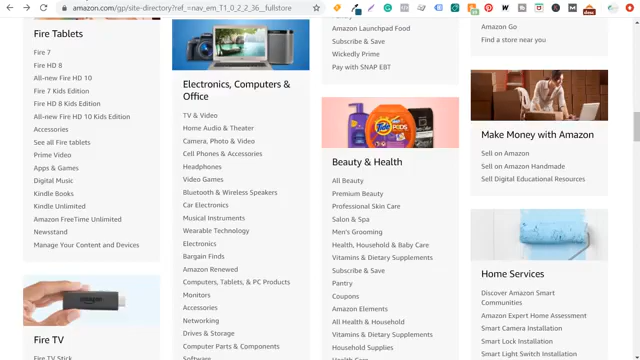 amazon.com/gp/site-directory?ref_=nav_em_T1_0_2_2_36__fullstore
Fire Tablets
Fire 7
Fire HD 8
All-new Fire HD 10
Fire 7 Kids Edition
Fire HD 8 Kids Edition
All-new Fire HD 10 Kids Edition
Accessories
See all Fire Tablets
Prime Video
Apps & Games
Digital Music
Kindle Books
Kindle Unlimited
Amazon FreeTime Unlimited
Newsstand
Manage Your Content and Devices
amazon
Fire TV
Fire TV Stick
Electronics, Computers &
Office
TV & Video
Home Audio & Theater
Camera, Photo & Video
Cell Phones & Accessories
Headphones
Video Games
Bluetooth & Wireless Speakers
Car Electronics
Musical Instruments
Wearable Technology
Electronics
Bargain Finds
Amazon Renewed
Computers, Tablets, & PC Products
Monitors
Accessories
Networking
Drives & Storage
Computer Parts & Components
Software
Amazon Launchpad Food
Subscribe & Save
Wickedly Prime
Pay with SNAP EBT
Tide
PODS
Beauty & Health
All Beauty
Premium Beauty
Professional Skin Care
Salon & Spa
Men's Grooming
Health, Household & Baby Care
Vitamins & Dietary Supplements
Subscribe & Save
Pantry
Coupons
Amazon Elements
All Health & Household
Vitamins & Dietary Supplements
Household Supplies
Health Care
Amazon Go
Find a store near you
Make Money with Amazon
Sell on Amazon
Sell on Amazon Handmade
Sell Digital Educational Resources
Home Services
Discover Amazon Smart
Communities
Amazon Expert Home Assessment
Smart Camera Installation
Smart Lock Installation
Smart Light Switch Installation